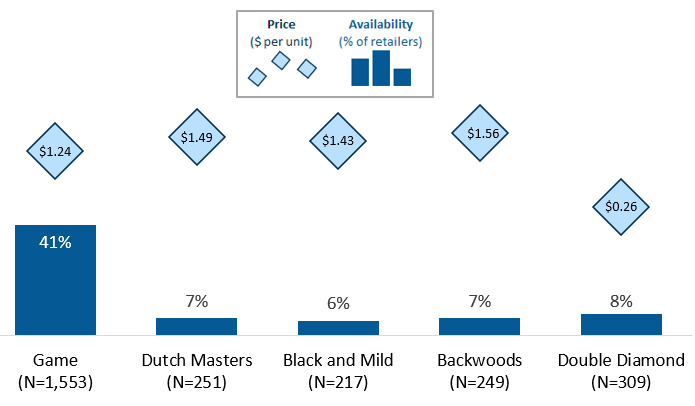 Price
($ per unit)
Availability
(% of retailers)
$1.24
$1.49
$1.43
$1.56
$0.26
41%
7%
6%
7%
8%
Game
(N=1,553)
Dutch Masters
(N=251)
Black and Mild
(N=217)
Backwoods
(N=249)
Double Diamond
(N=309)